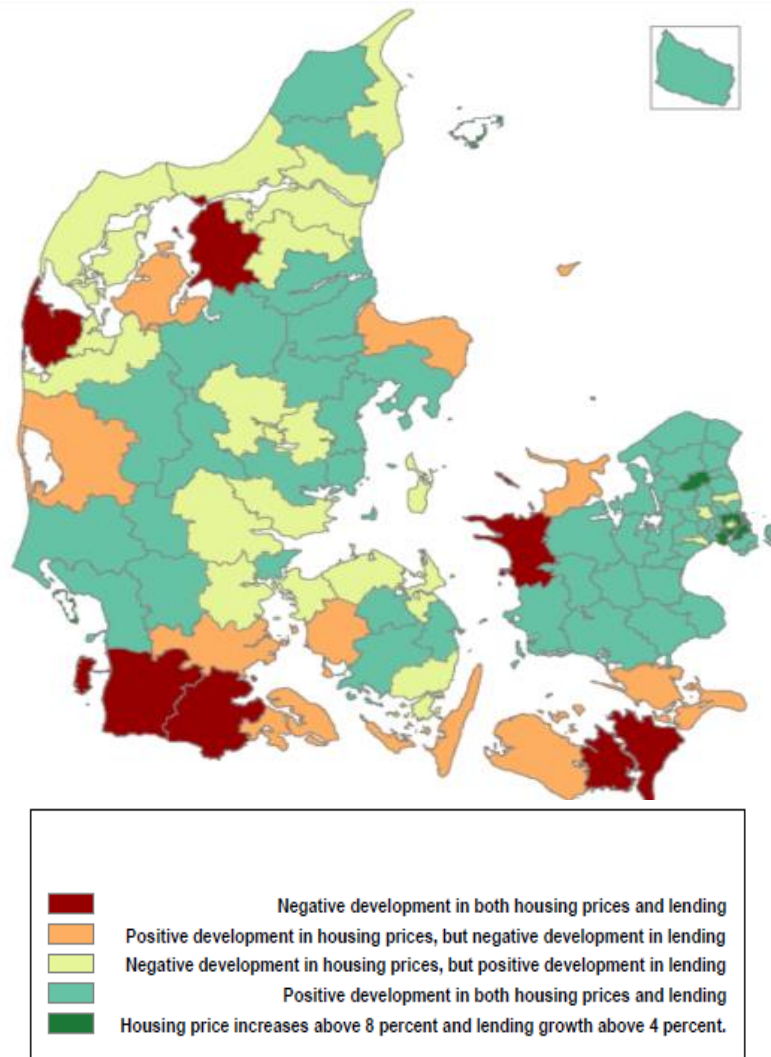 Negative development in both housing prices and lending
Positive development in housing prices, but negative development in lending
Negative development in housing prices, but positive development in lending
Positive development in both housing prices and lending
Housing price increases above 8 percent and lending growth above 4 percent.